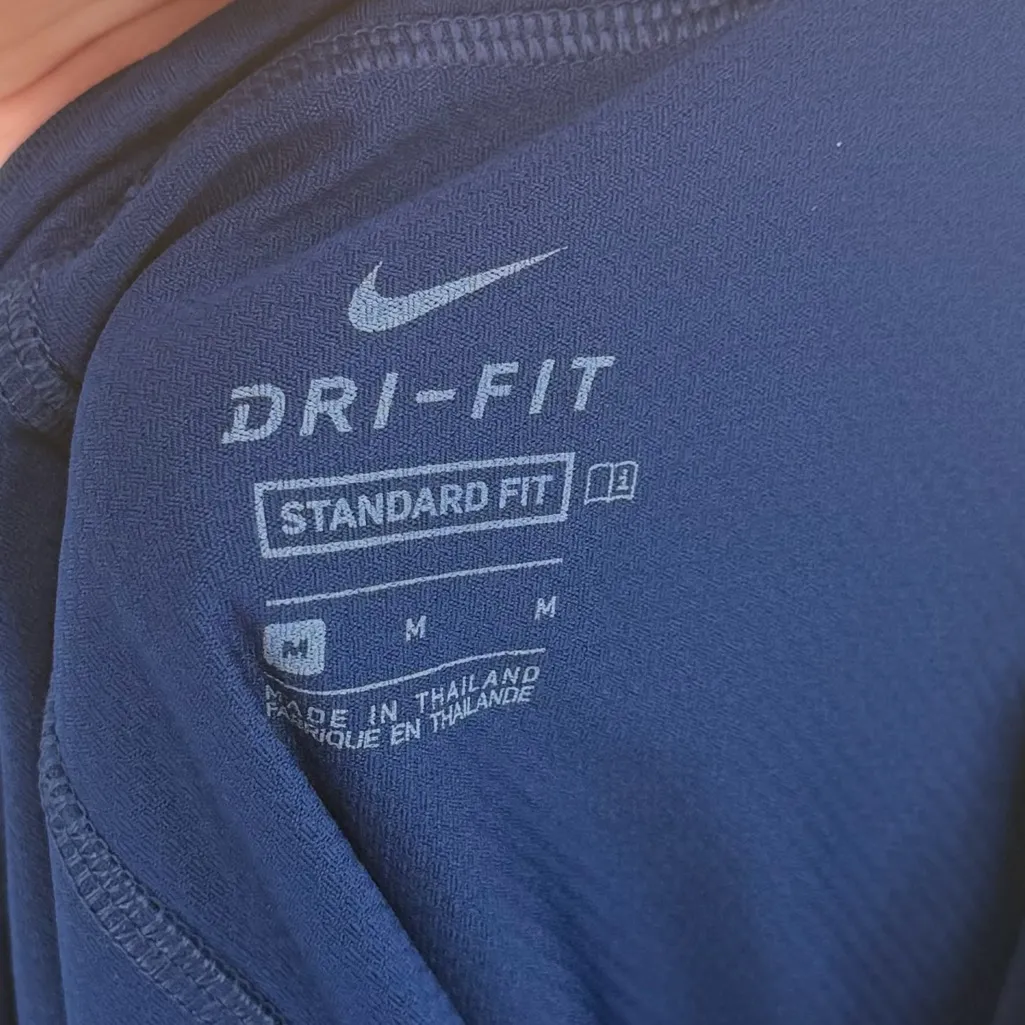 DRI-FIT
STANDARD FIT
M M M
MADE IN THAILAND
FABRIQUE EN THAILANDE